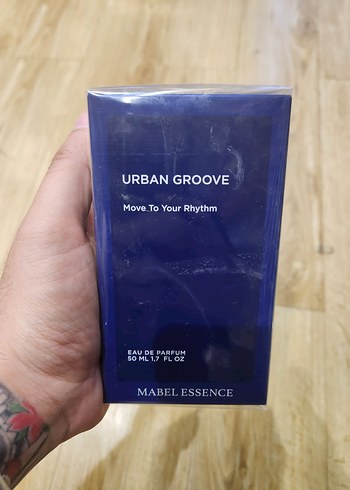 URBAN GROOVE
Move To Your Rhythm
EAU DE PARFUM
50 ML 1,7 FL OZ
MABEL ESSENCE